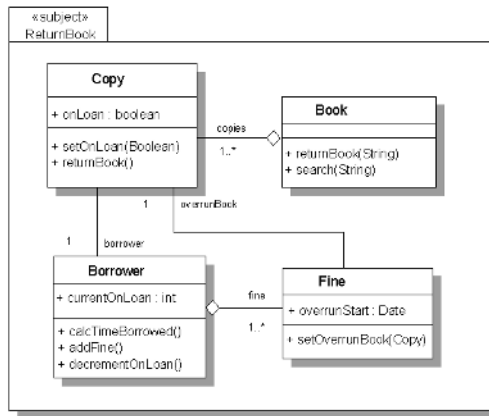 «subject»
ReturnBook
Copy
+ onLoan : boolean
+ setOnLoan(Boolean)
+ returnBook()
copies
1..*
Book
+ returnBook(String)
+ search(String)
1
overrunBook
1
borrower
Borrower
+ currentOnLoan : int
+ calcTimeBorrowed()
+ addFine()
+ decrementOnLoan()
fine
1..*
Fine
+ overrunStart : Date
+ setOverrunBook(Copy)